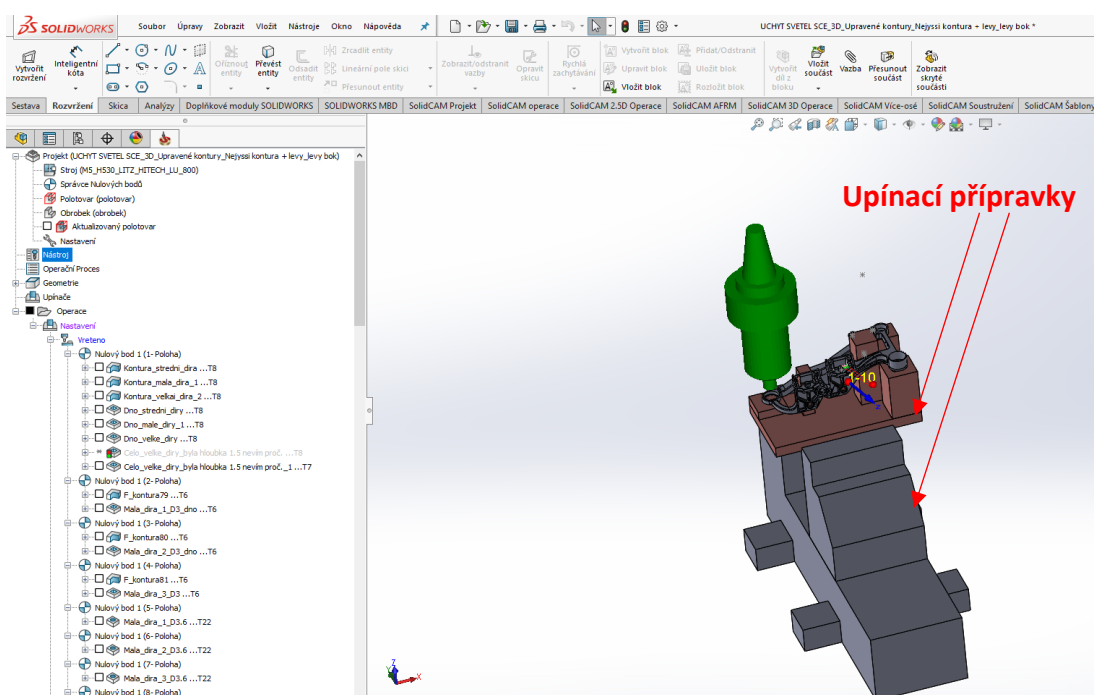 SOLIDWORKS Soubor Úpravy Zobrazit Vložit Nástroje Okno Nápověda UCHYT SVETEL SCE_3D_Upravené kontury_Nejyssi kontura + levy_levy bok *
Vytvořit rozvržení
Inteligentní kóta
Oříznout entity
Převést entity
Odsadit entity
Zrcadlit entity
Lineární pole skici
Přesunout entity
Zobrazit/odstranit vazby
Opravit skicu
Rychlá zachytávání
Vytvořit blok
Upravit blok
Vložit blok
Přidat/Odstranit
Uložit blok
Rozložit blok
Vytvořit díl z bloku
Vložit součást
Vazba
Přesunout součást
Zobrazit skryté součásti
Sestava Rozvržení Skica Analýzy Doplňkové moduly SOLIDWORKS SOLIDWORKS MBD SolidCAM Projekt SolidCAM operace SolidCAM 2.5D Operace SolidCAM AFRM SolidCAM 3D Operace SolidCAM Více-osé SolidCAM Soustružení SolidCAM Šablony
Projekt (UCHYT SVETEL SCE_3D_Upravené kontury_Nejyssi kontura + levy_levy bok)
Stroj (M5_H530_LITZ_HITECH_LU_800)
Správce Nulových bodů
Polotovar (polotovar)
Obrobek (obrobek)
Aktualizovaný polotovar
Nastavení
Nástroj
Operační Proces
Geometrie
Upínače
Operace
Nastavení
Vreteno
Nulový bod 1 (1- Poloha)
Kontura_stredni_dira ...T8
Kontura_mala_dira_1 ...T8
Kontura_velkai_dira_2 ...T8
Dno_stredni_diry ...T8
Dno_male_diry_1 ...T8
Dno_velke_diry ...T8
Celo_velke_diry_byla hloubka 1.5 nevím proč. ...T8
Celo_velke_diry_byla hloubka 1.5 nevím proč._1 ...T7
Nulový bod 1 (2- Poloha)
F_kontura79 ...T6
Mala_dira_1_D3_dno ...T6
Nulový bod 1 (3- Poloha)
F_kontura80 ...T6
Mala_dira_2_D3_dno ...T6
Nulový bod 1 (4- Poloha)
F_kontura81 ...T6
Mala_dira_3_D3 ...T6
Nulový bod 1 (5- Poloha)
Mala_dira_1_D3.6 ...T22
Nulový bod 1 (6- Poloha)
Mala_dira_2_D3.6 ...T22
Nulový bod 1 (7- Poloha)
Mala_dira_3_D3.6 ...T22
Nulový bod 1 (8- Poloha)
Upínací přípravky
1-10
z
Z
X